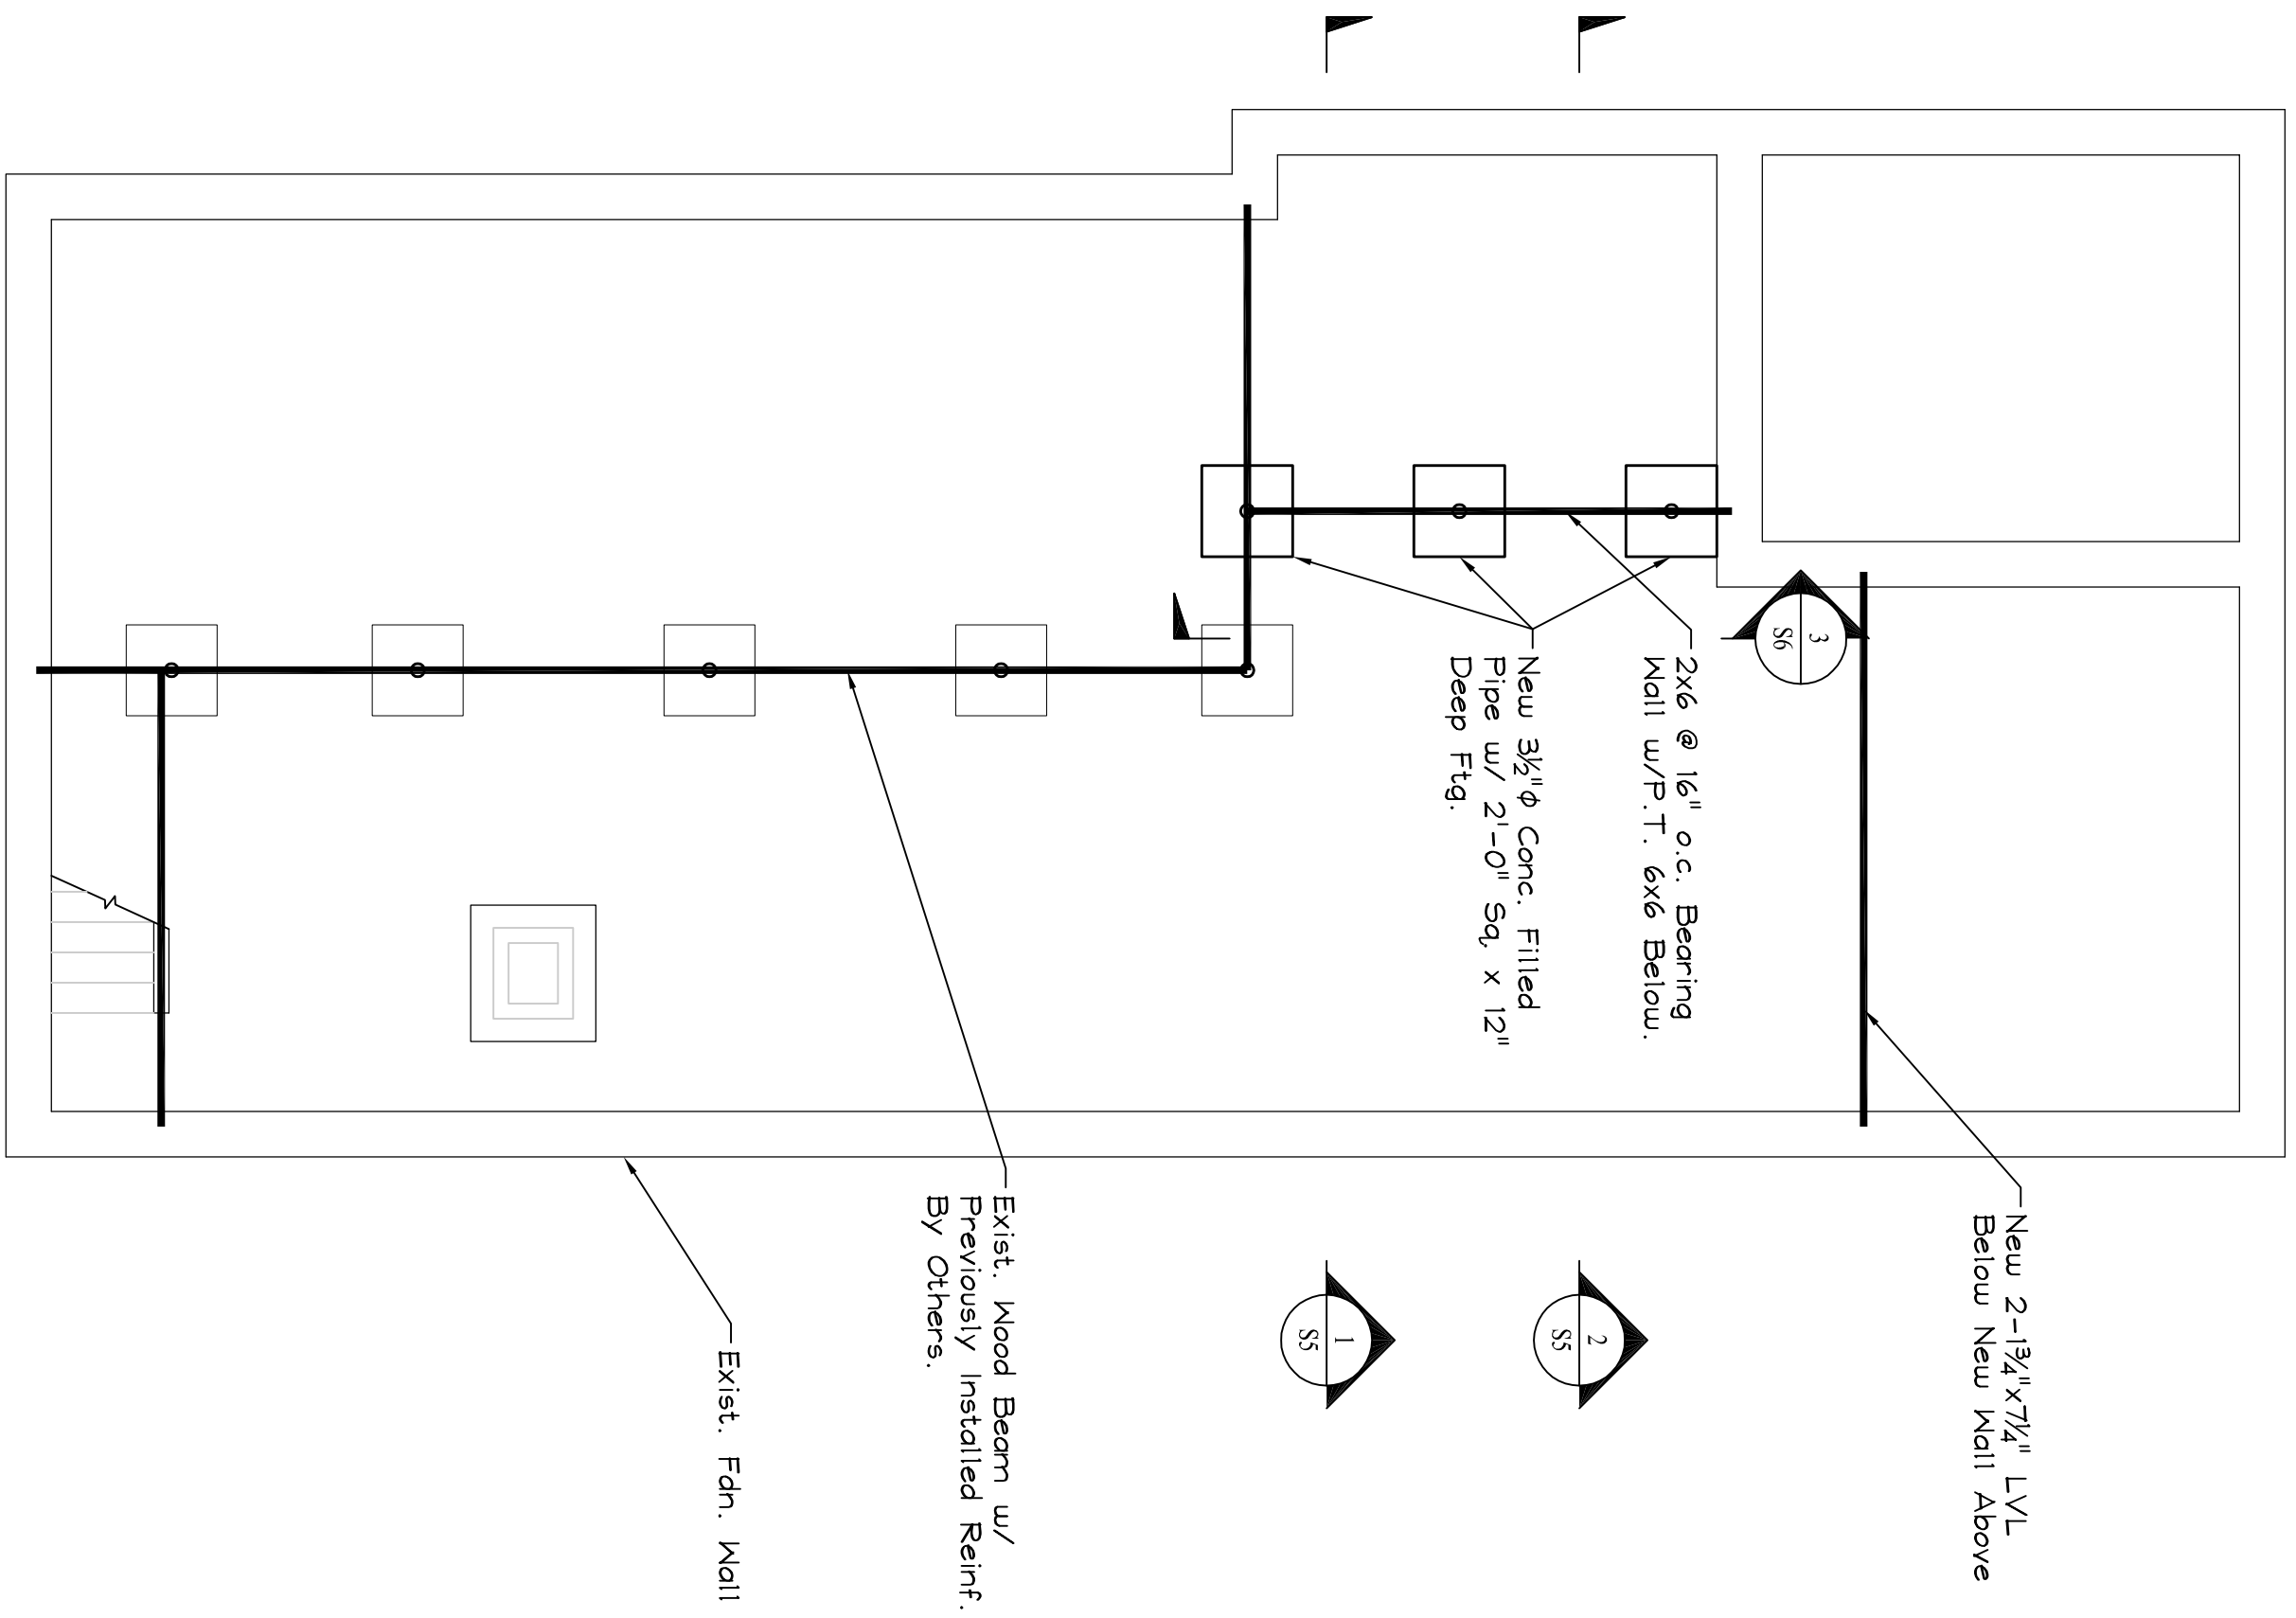 New 2-1¾"x7¼" LVL
Below New Wall Above
3
S6
2x6 @ 16" o.c. Bearing
Wall w/P.T. 6x6 Below.
New 3½"ϕ Conc. Filled
Pipe w/ 2'-0" Sq. x 12"
Deep Ftg.
2
S5
1
S5
Exist. Wood Beam w/
Previously Installed Reinf.
By Others.
Exist. Fdn. Wall